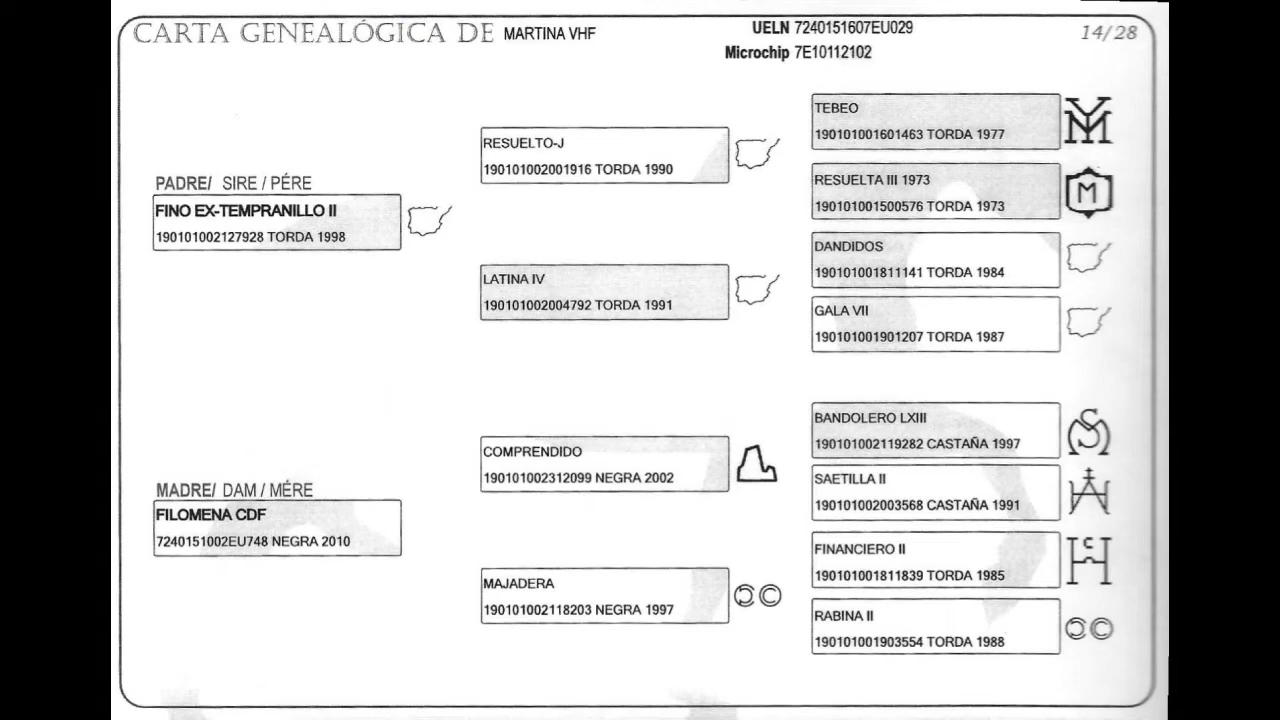 CARTA GENEALÓGICA DE MARTINA VHF
UELN 7240151607EU029
Microchip 7E10112102
14/28
PADRE/ SIRE / PÉRE
FINO EX-TEMPRANILLO II
190101002127928 TORDA 1998
RESUELTO-J
190101002001916 TORDA 1990
LATINA IV
190101002004792 TORDA 1991
TEBEO
190101001601463 TORDA 1977
RESUELTA III 1973
190101001500576 TORDA 1973
M
DANDIDOS
190101001811141 TORDA 1984
GALA VII
190101001901207 TORDA 1987
MADRE/ DAM / MÉRE
FILOMENA CDF
7240151002EU748 NEGRA 2010
COMPRENDIDO
190101002312099 NEGRA 2002
MAJADERA
190101002118203 NEGRA 1997
BANDOLERO LXIII
190101002119282 CASTAÑA 1997
SAETILLA II
190101002003568 CASTAÑA 1991
FINANCIERO II
190101001811839 TORDA 1985
RABINA II
190101001903554 TORDA 1988